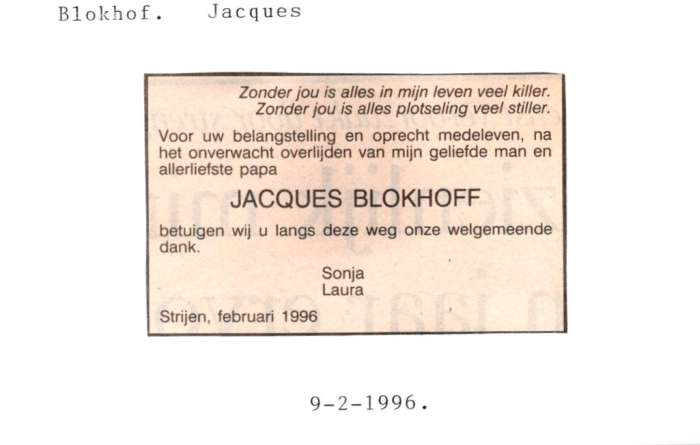 Blokhof. Jacques
Zonder jou is alles in mijn leven veel killer.
Zonder jou is alles plotseling veel stiller.
Voor uw belangstelling en oprecht medeleven, na
het onverwacht overlijden van mijn geliefde man en
allerliefste papa
JACQUES BLOKHOFF
betuigen wij u langs deze weg onze welgemeende
dank.
Sonja
Laura
Strijen, februari 1996
9-2-1996.